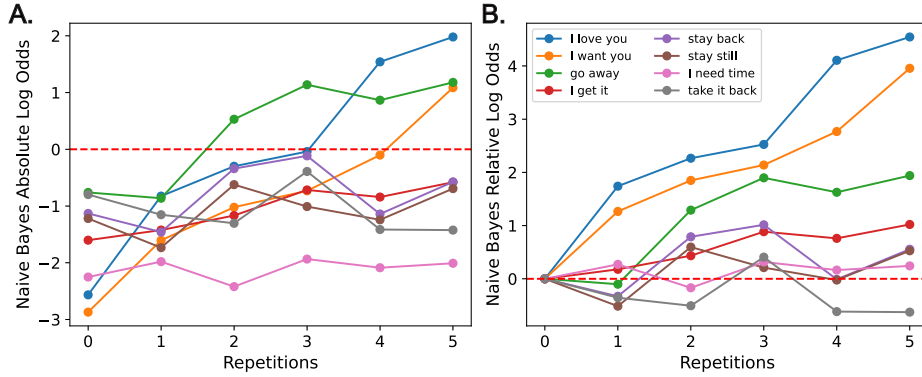 A.
Naive Bayes Absolute Log Odds
2
1
0
−1
−2
−3
0 1 2 3 4 5
Repetitions
B.
Naive Bayes Relative Log Odds
4
3
2
1
0
I love you
I want you
go away
I get it
stay back
stay still
I need time
take it back
0 1 2 3 4 5
Repetitions